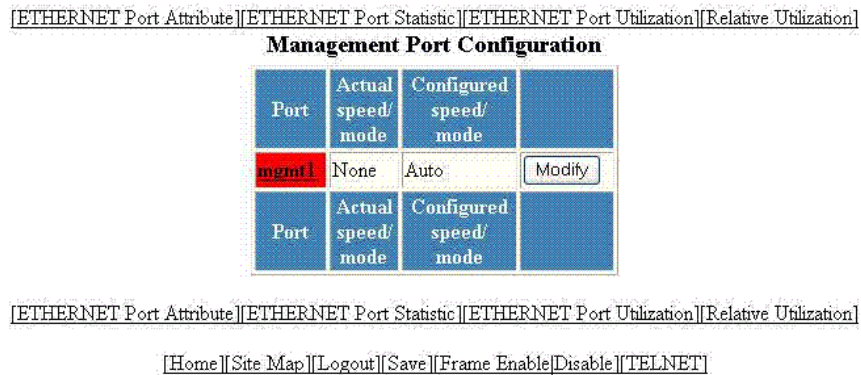 [ETHERNET Port Attribute][ETHERNET Port Statistic][ETHERNET Port Utilization][Relative Utilization]
Management Port Configuration
Port Actual speed/ mode Configured speed/ mode
mgmt1 None Auto Modify
Port Actual speed/ mode Configured speed/ mode
[ETHERNET Port Attribute][ETHERNET Port Statistic][ETHERNET Port Utilization][Relative Utilization]
[Home][Site Map][Logout][Save][Frame Enable|Disable][TELNET]